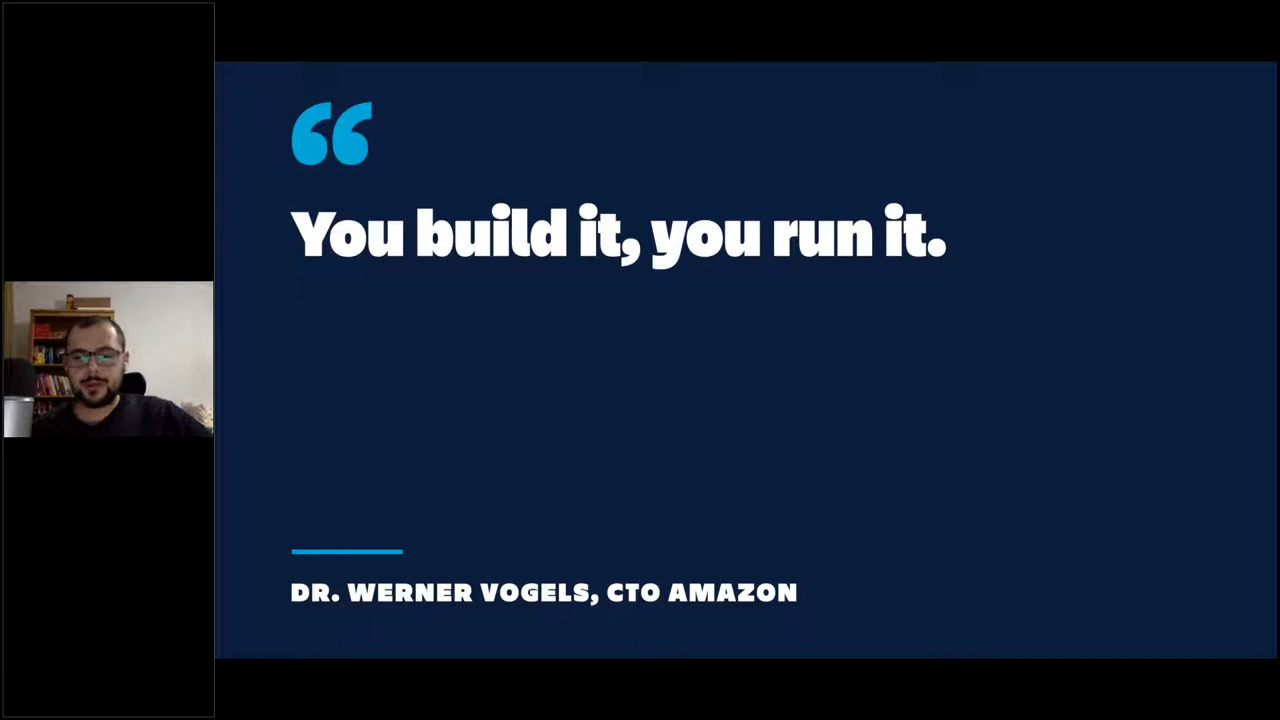 “
You build it, you run it.
DR. WERNER VOGELS, CTO AMAZON